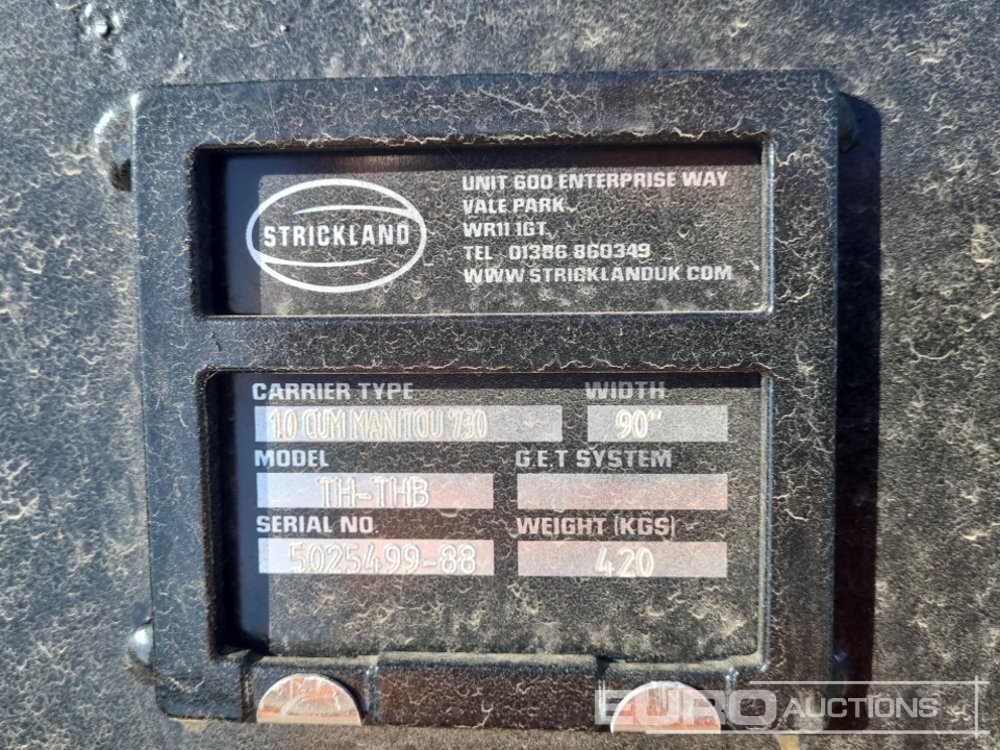 STRICKLAND
UNIT 600 ENTERPRISE WAY
VALE PARK
WR11 1GT
TEL 01386 860349
WWW.STRICKLANDUK.COM
CARRIER TYPE WIDTH
1.0 CUM MANITOU 730 90"
MODEL G.E.T SYSTEM
TH-THB
SERIAL NO. WEIGHT (KGS)
5025499-88 420
EURO AUCTIONS